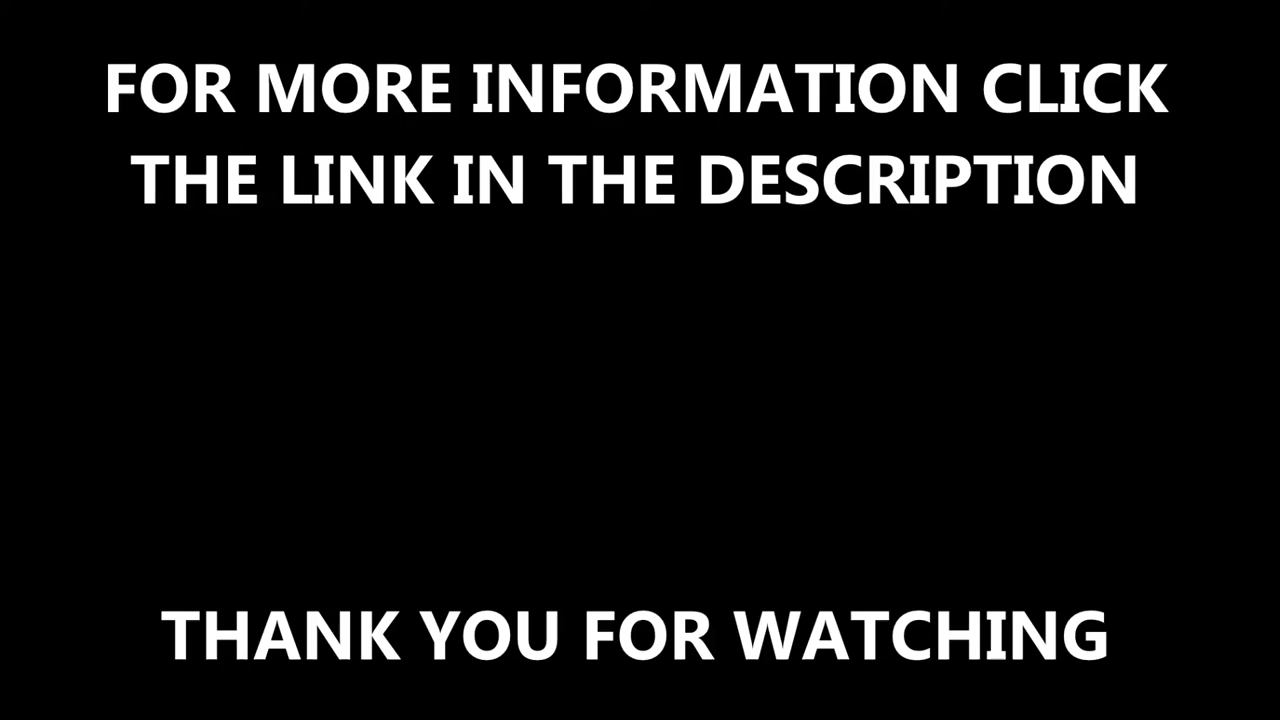 FOR MORE INFORMATION CLICK
THE LINK IN THE DESCRIPTION
THANK YOU FOR WATCHING